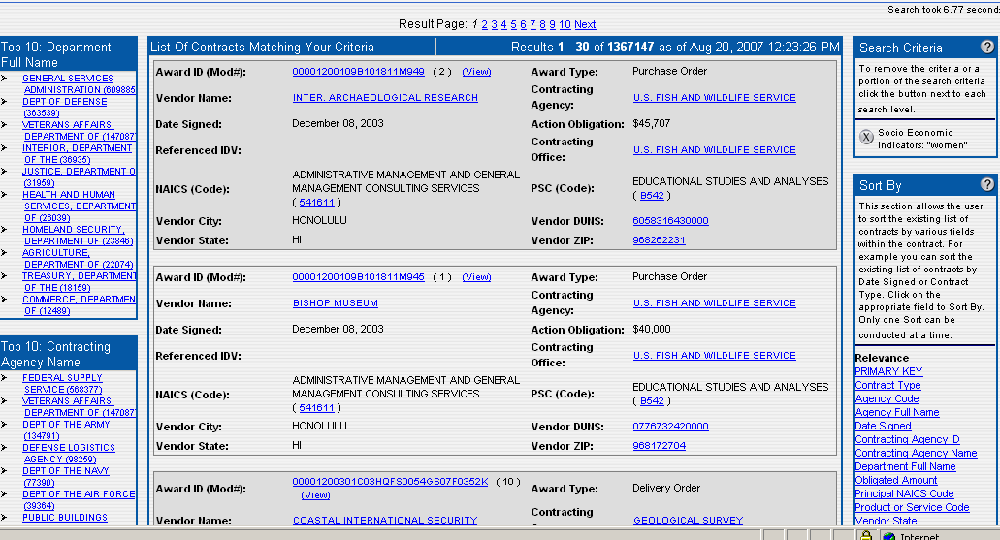 Search took 6.77 second
Result Page: 1 2 3 4 5 6 7 8 9 10 Next
Top 10: Department
Full Name
GENERAL SERVICES
ADMINISTRATION (609885
DEPT OF DEFENSE
(363539)
VETERANS AFFAIRS,
DEPARTMENT OF (147087
INTERIOR, DEPARTMENT
OF THE (36935)
JUSTICE, DEPARTMENT O
(31959)
HEALTH AND HUMAN
SERVICES, DEPARTMENT
OF (26039)
HOMELAND SECURITY,
DEPARTMENT OF (23846)
AGRICULTURE,
DEPARTMENT OF (22074)
TREASURY, DEPARTMENT
OF THE (18159)
COMMERCE, DEPARTMEN
OF (12489)
Top 10: Contracting
Agency Name
FEDERAL SUPPLY
SERVICE (568377)
VETERANS AFFAIRS,
DEPARTMENT OF (147087
DEPT OF THE ARMY
(134791)
DEFENSE LOGISTICS
AGENCY (98259)
DEPT OF THE NAVY
(77390)
DEPT OF THE AIR FORCE
(39364)
PUBLIC BUILDINGS
List Of Contracts Matching Your Criteria
Results 1 - 30 of 1367147 as of Aug 20, 2007 12:23:26 PM
Award ID (Mod#): 00001200109B101811M949 ( 2 ) (View) Award Type: Purchase Order
Vendor Name: INTER. ARCHAEOLOGICAL RESEARCH Contracting Agency: U.S. FISH AND WILDLIFE SERVICE
Date Signed: December 08, 2003 Action Obligation: $45,707
Referenced IDV: Contracting Office: U.S. FISH AND WILDLIFE SERVICE
NAICS (Code): ADMINISTRATIVE MANAGEMENT AND GENERAL MANAGEMENT CONSULTING SERVICES ( 541611 ) PSC (Code): EDUCATIONAL STUDIES AND ANALYSES ( B542 )
Vendor City: HONOLULU Vendor DUNS: 6058316430000
Vendor State: HI Vendor ZIP: 968262231
Award ID (Mod#): 00001200109B101811M945 ( 1 ) (View) Award Type: Purchase Order
Vendor Name: BISHOP MUSEUM Contracting Agency: U.S. FISH AND WILDLIFE SERVICE
Date Signed: December 08, 2003 Action Obligation: $40,000
Referenced IDV: Contracting Office: U.S. FISH AND WILDLIFE SERVICE
NAICS (Code): ADMINISTRATIVE MANAGEMENT AND GENERAL MANAGEMENT CONSULTING SERVICES ( 541611 ) PSC (Code): EDUCATIONAL STUDIES AND ANALYSES ( B542 )
Vendor City: HONOLULU Vendor DUNS: 0776732420000
Vendor State: HI Vendor ZIP: 968172704
Award ID (Mod#): 00001200301C03HQFS0054GS07F0352K ( 10 ) (View) Award Type: Delivery Order
Vendor Name: COASTAL INTERNATIONAL SECURITY Contracting GEOLOGICAL SURVEY
Search Criteria ?
To remove the criteria or a
portion of the search criteria
click the button next to each
search level.
X Socio Economic
Indicators: "women"
Sort By ?
This section allows the user
to sort the existing list of
contracts by various fields
within the contract. For
example you can sort the
existing list of contracts by
Date Signed or Contract
Type. Click on the
appropriate field to Sort By.
Only one Sort can be
conducted at a time.
Relevance
PRIMARY KEY
Contract Type
Agency Code
Agency Full Name
Date Signed
Contracting Agency ID
Contracting Agency Name
Department Full Name
Obligated Amount
Principal NAICS Code
Product or Service Code
Vendor State
Internet